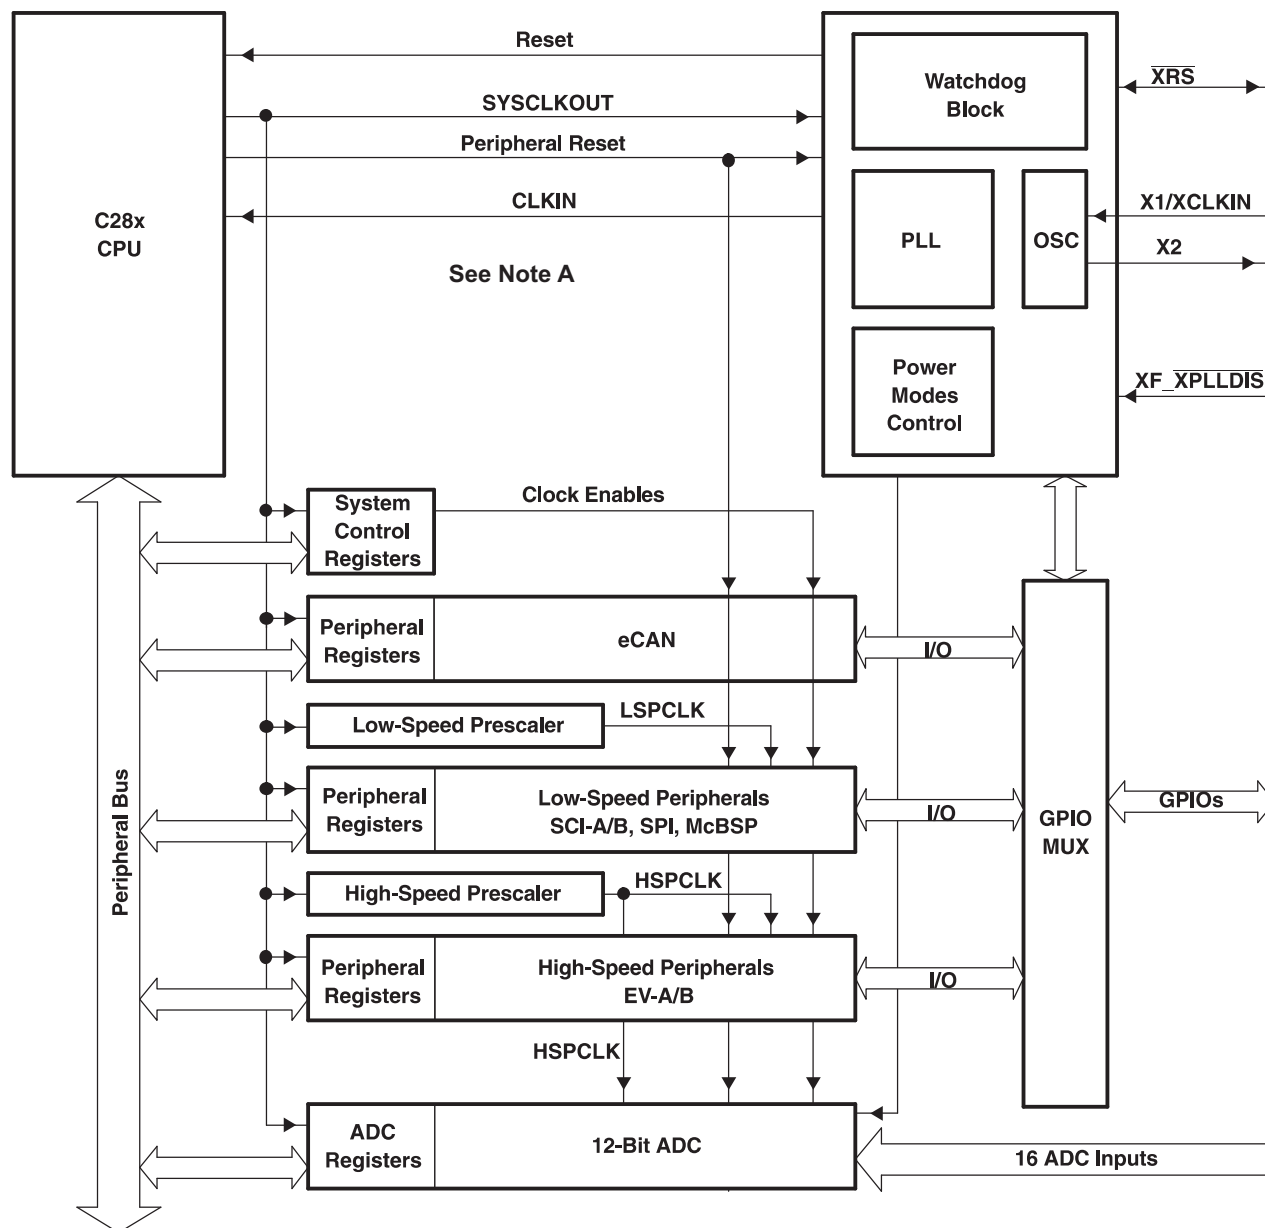 Reset
XRS
Watchdog
Block
SYSCLKOUT
Peripheral Reset
C28x
CPU
CLKIN
PLL
OSC
X1/XCLKIN
X2
See Note A
Power
Modes
Control
XF_XPLLDIS
System
Control
Registers
Clock Enables
Peripheral
Registers
eCAN
I/O
Low-Speed Prescaler
LSPCLK
Peripheral Bus
Peripheral
Registers
Low-Speed Peripherals
SCI-A/B, SPI, McBSP
I/O
GPIO
MUX
GPIOs
High-Speed Prescaler
HSPCLK
Peripheral
Registers
High-Speed Peripherals
EV-A/B
I/O
HSPCLK
ADC
Registers
12-Bit ADC
16 ADC Inputs